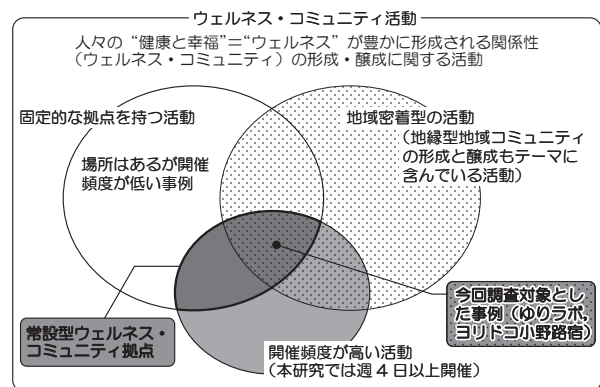 ウェルネス・コミュニティ活動
人々の“健康と幸福”＝“ウェルネス”が豊かに形成される関係性
（ウェルネス・コミュニティ）の形成・醸成に関する活動
固定的な拠点を持つ活動
場所はあるが開催
頻度が低い事例
地域密着型の活動
（地縁型地域コミュニティ
の形成と醸成もテーマに
含んでいる活動）
常設型ウェルネス・
コミュニティ拠点
今回調査対象とし
た事例（ゆりラボ，
ヨリドコ小野路宿）
開催頻度が高い活動
（本研究では週４日以上開催）